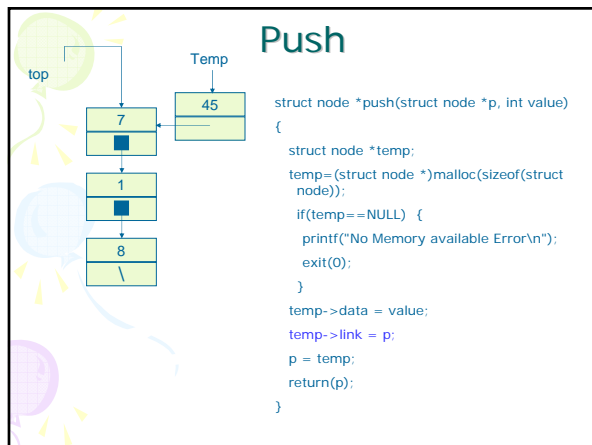 Push
Temp
top
45
7
1
8
\
struct node *push(struct node *p, int value)
{
struct node *temp;
temp=(struct node *)malloc(sizeof(struct
node));
if(temp==NULL) {
printf("No Memory available Error\n");
exit(0);
}
temp->data = value;
temp->link = p;
p = temp;
return(p);
}